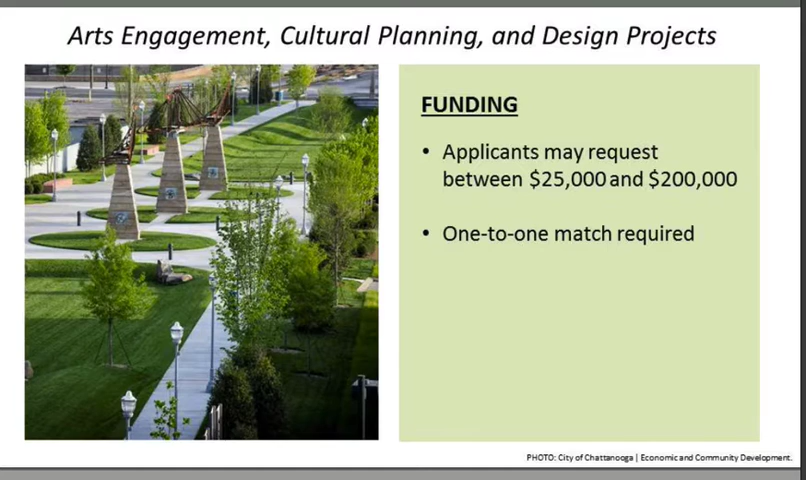 Arts Engagement, Cultural Planning, and Design Projects
FUNDING
• Applicants may request
between $25,000 and $200,000
• One-to-one match required
PHOTO: City of Chattanooga | Economic and Community Development.